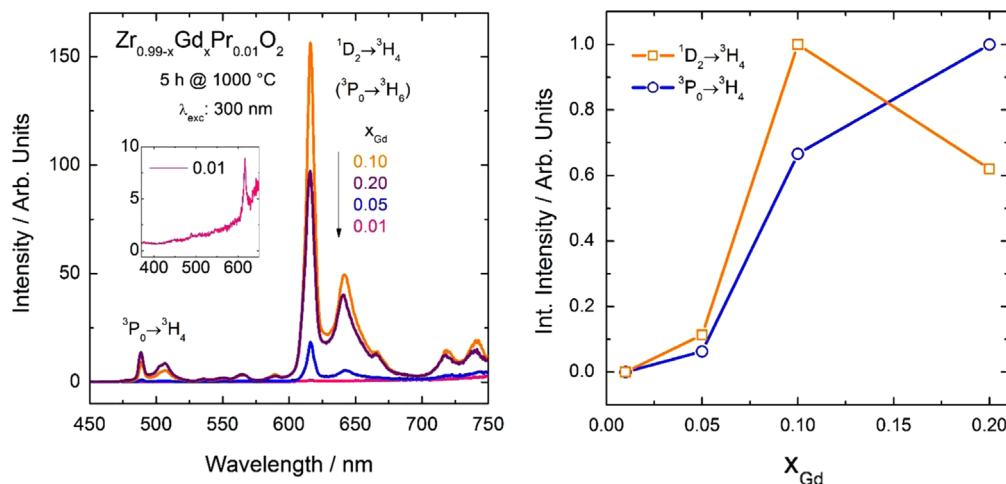 Zr₀.₉₉₋ₓGdₓPr₀.₀₁O₂
5 h @ 1000 °C
λexc: 300 nm
¹D₂→³H₄
(³P₀→³H₆)
xGd
0.10
0.20
0.05
0.01
0.01
10
5
0
400 500 600
³P₀→³H₄
150
100
50
0
450 500 550 600 650 700 750
Intensity / Arb. Units
Wavelength / nm
¹D₂→³H₄
³P₀→³H₄
1.0
0.8
0.6
0.4
0.2
0.0
0.00 0.05 0.10 0.15 0.20
Int. Intensity / Arb. Units
xGd